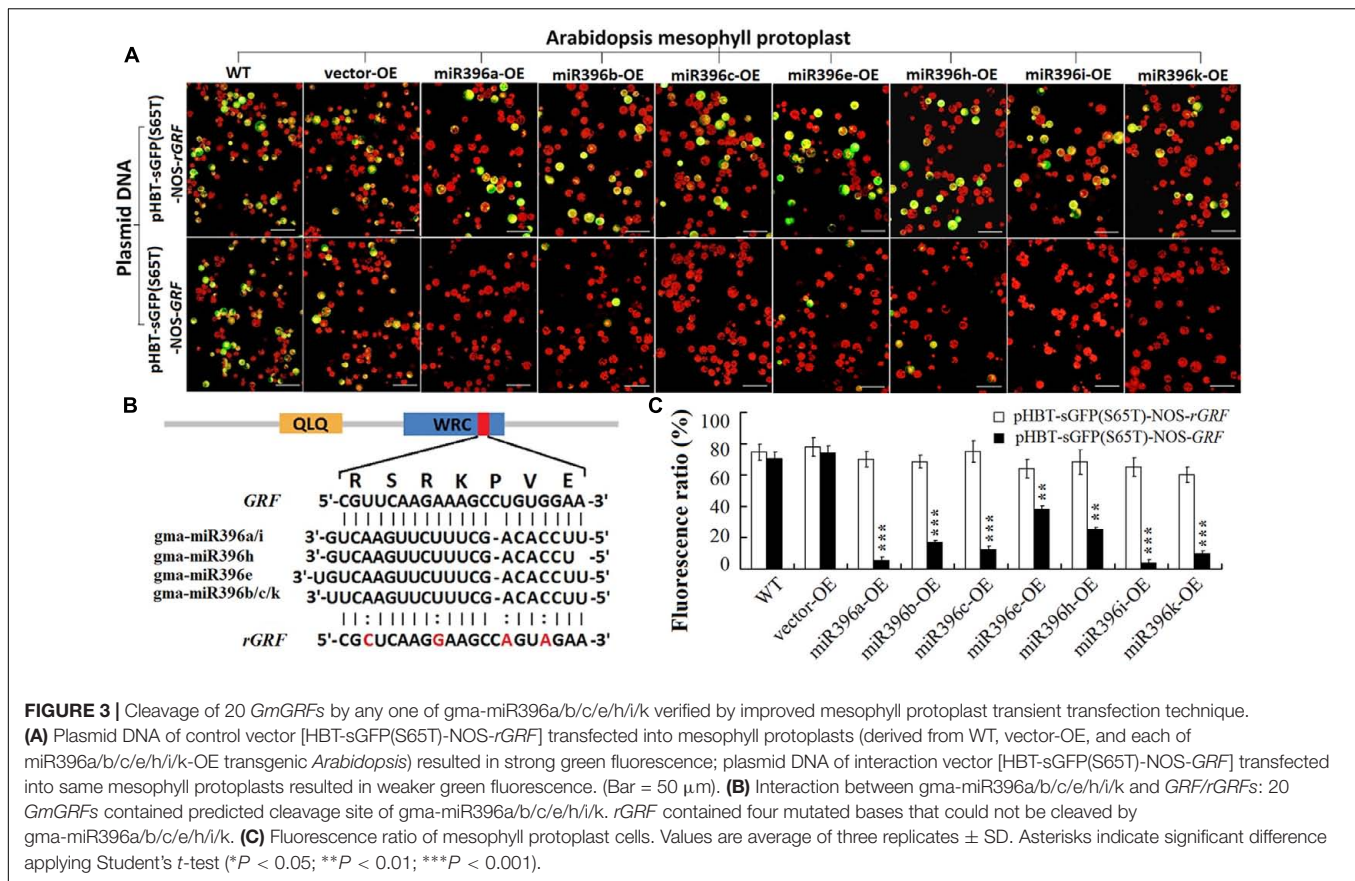 Arabidopsis mesophyll protoplast
A
WT vector-OE miR396a-OE miR396b-OE miR396c-OE miR396e-OE miR396h-OE miR396i-OE miR396k-OE
Plasmid DNA
pHBT-sGFP(S65T)
-NOS-rGRF
pHBT-sGFP(S65T)
-NOS-GRF
B
QLQ WRC
R S R K P V E
GRF 5'-CGUUCAAGAAAGCCUGUGGAA-3'
gma-miR396a/i 3'-GUCAAGUUCUUUCG-ACACCUU-5'
gma-miR396h 3'-GUCAAGUUCUUUCG-ACACCUU-5'
gma-miR396e 3'-UGUCAAGUUCUUUCG-ACACCUU-5'
gma-miR396b/c/k 3'-UUCAAGUUCUUUCG-ACACCUU-5'
rGRF 5'-CGCUCAAGGAAGCCAGUAGAA-3'
C
Fluorescence ratio (%)
100
80
60
40
20
0
pHBT-sGFP(S65T)-NOS-rGRF
pHBT-sGFP(S65T)-NOS-GRF
*** *** *** ** ** *** ***
WT vector-OE miR396a-OE miR396b-OE miR396c-OE miR396e-OE miR396h-OE miR396i-OE miR396k-OE
FIGURE 3 | Cleavage of 20 GmGRFs by any one of gma-miR396a/b/c/e/h/i/k verified by improved mesophyll protoplast transient transfection technique.
(A) Plasmid DNA of control vector [HBT-sGFP(S65T)-NOS-rGRF] transfected into mesophyll protoplasts (derived from WT, vector-OE, and each of
miR396a/b/c/e/h/i/k-OE transgenic Arabidopsis) resulted in strong green fluorescence; plasmid DNA of interaction vector [HBT-sGFP(S65T)-NOS-GRF] transfected
into same mesophyll protoplasts resulted in weaker green fluorescence. (Bar = 50 μm). (B) Interaction between gma-miR396a/b/c/e/h/i/k and GRF/rGRFs: 20
GmGRFs contained predicted cleavage site of gma-miR396a/b/c/e/h/i/k. rGRF contained four mutated bases that could not be cleaved by
gma-miR396a/b/c/e/h/i/k. (C) Fluorescence ratio of mesophyll protoplast cells. Values are average of three replicates ± SD. Asterisks indicate significant difference
applying Student's t-test (*P < 0.05; **P < 0.01; ***P < 0.001).